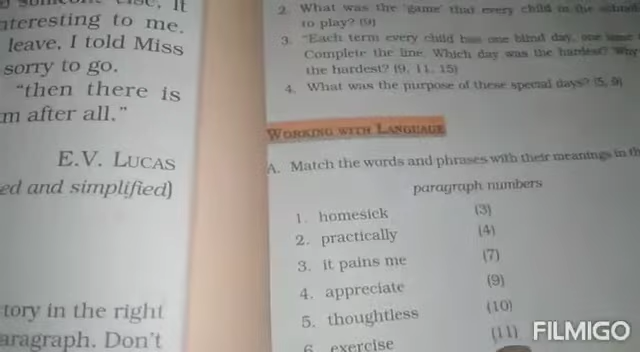 it
nteresting to me.
leave, I told Miss
sorry to go.
"then there is
m after all."
E.V. LUCAS
ed and simplified)
tory in the right
aragraph. Don't
2. What was the 'game' that every child in the
to play? (9)
3. "Each term every child has one blind day, one lame
Complete the line. Which day was the hardest? Why
the hardest? (9, 11, 15)
4. What was the purpose of these special days? (5, 9)
WORKING WITH LANGUAGE
A. Match the words and phrases with their meanings in th
paragraph numbers
1. homesick (3)
2. practically (4)
3. it pains me (7)
4. appreciate (9)
5. thoughtless (10)
6. exercise (11)
FILMIGO